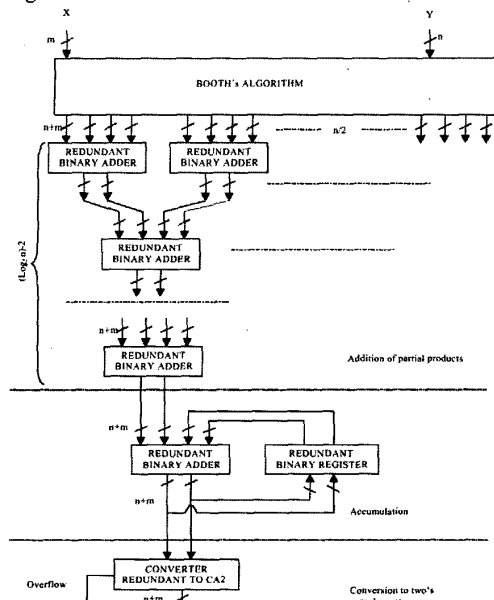 X
Y
m
n
BOOTH's ALGORITHM
n+m
n/2
REDUNDANT
BINARY ADDER
REDUNDANT
BINARY ADDER
(Log₂n)-2
REDUNDANT
BINARY ADDER
n+m
REDUNDANT
BINARY ADDER
Addition of partial products
n+m
REDUNDANT
BINARY ADDER
REDUNDANT
BINARY REGISTER
n+m
Accumulation
CONVERTER
REDUNDANT TO CA2
Overflow
n+m
Conversion to two's